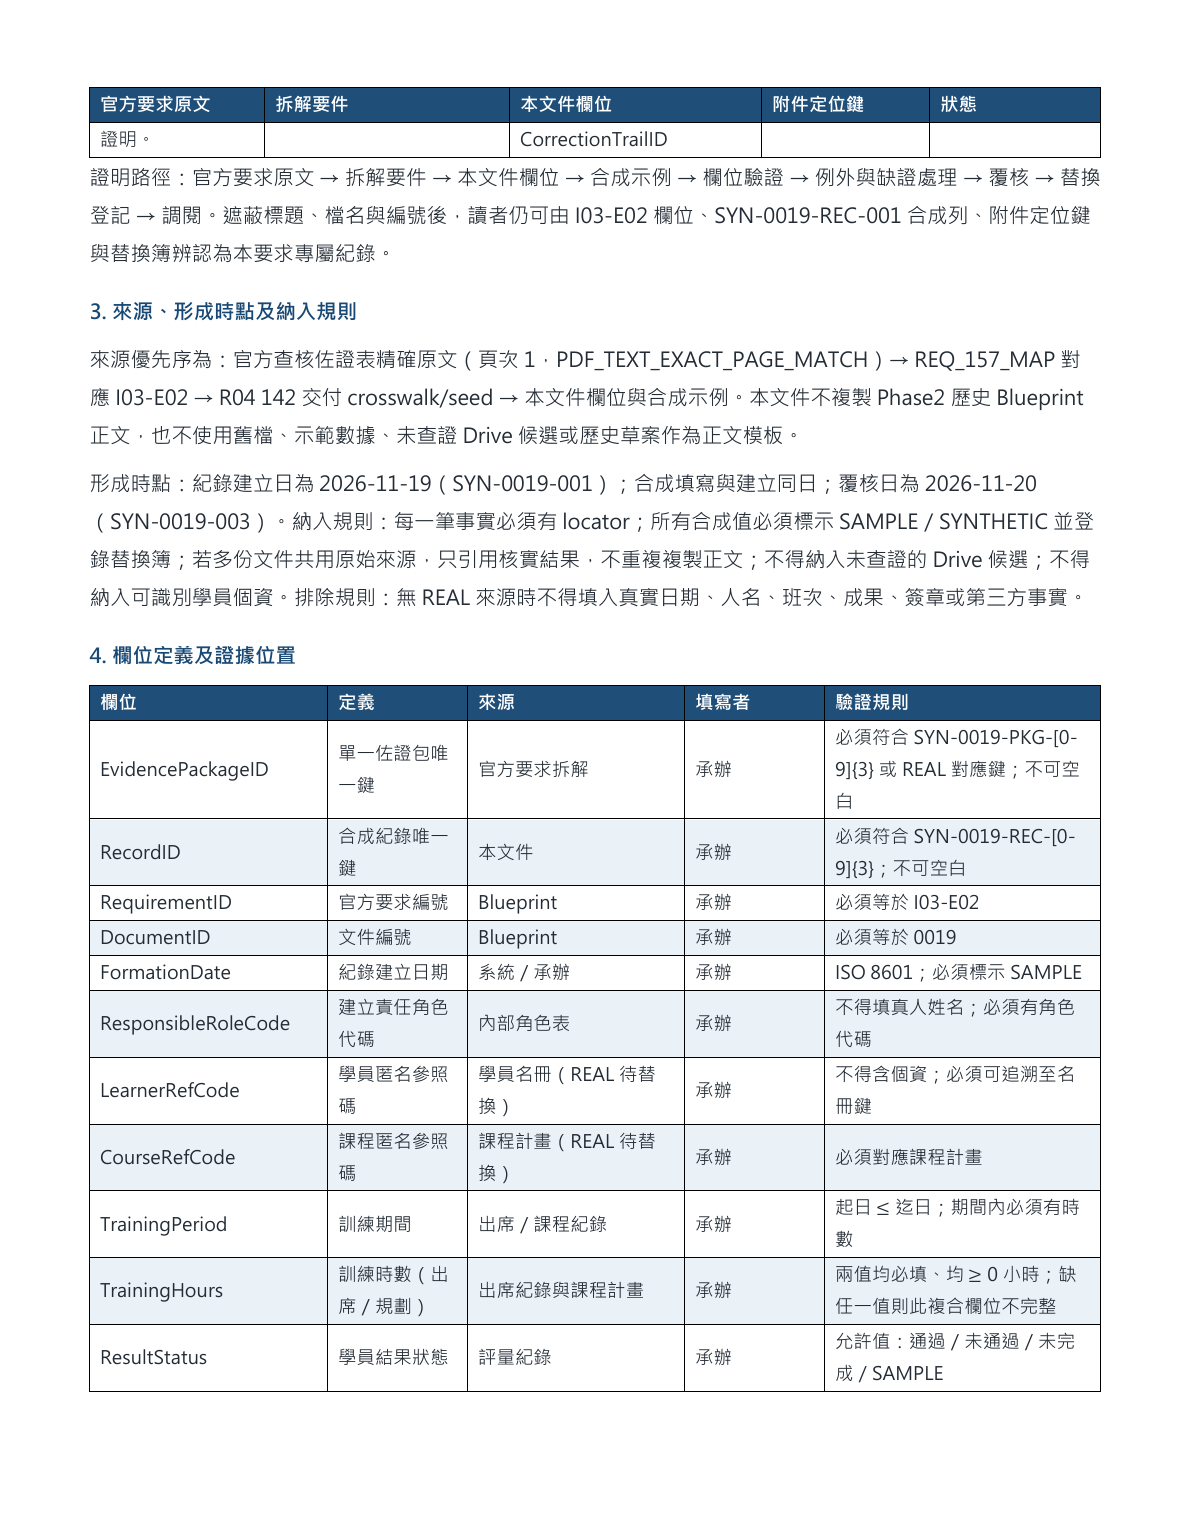 官方要求原文 拆解要件 本文件欄位 附件定位鍵 狀態
證明。 CorrectionTrailID
證明路徑：官方要求原文 → 拆解要件 → 本文件欄位 → 合成示例 → 欄位驗證 → 例外與缺證處理 → 覆核 → 替換
登記 → 調閱。遮蔽標題、檔名與編號後，讀者仍可由 I03-E02 欄位、SYN-0019-REC-001 合成列、附件定位鍵
與替換簿辨認為本要求專屬紀錄。
3. 來源、形成時點及納入規則
來源優先序為：官方查核佐證表精確原文（頁次 1，PDF_TEXT_EXACT_PAGE_MATCH）→ REQ_157_MAP 對
應 I03-E02 → R04 142 交付 crosswalk/seed → 本文件欄位與合成示例。本文件不複製 Phase2 歷史 Blueprint
正文，也不使用舊檔、示範數據、未查證 Drive 候選或歷史草案作為正文模板。
形成時點：紀錄建立日為 2026-11-19（SYN-0019-001）；合成填寫與建立同日；覆核日為 2026-11-20
（SYN-0019-003）。納入規則：每一筆事實必須有 locator；所有合成值必須標示 SAMPLE / SYNTHETIC 並登
錄替換簿；若多份文件共用原始來源，只引用核實結果，不重複複製正文；不得納入未查證的 Drive 候選；不得
納入可識別學員個資。排除規則：無 REAL 來源時不得填入真實日期、人名、班次、成果、簽章或第三方事實。
4. 欄位定義及證據位置
欄位 定義 來源 填寫者 驗證規則
EvidencePackageID 單一佐證包唯
一鍵 官方要求拆解 承辦 必須符合 SYN-0019-PKG-[0-
9]{3} 或 REAL 對應鍵；不可空
白
RecordID 合成紀錄唯一
鍵 本文件 承辦 必須符合 SYN-0019-REC-[0-
9]{3}；不可空白
RequirementID 官方要求編號 Blueprint 承辦 必須等於 I03-E02
DocumentID 文件編號 Blueprint 承辦 必須等於 0019
FormationDate 紀錄建立日期 系統 / 承辦 承辦 ISO 8601；必須標示 SAMPLE
ResponsibleRoleCode 建立責任角色
代碼 內部角色表 承辦 不得填真人姓名；必須有角色
代碼
LearnerRefCode 學員匿名參照
碼 學員名冊（REAL 待替
換） 承辦 不得含個資；必須可追溯至名
冊鍵
CourseRefCode 課程匿名參照
碼 課程計畫（REAL 待替
換） 承辦 必須對應課程計畫
TrainingPeriod 訓練期間 出席 / 課程紀錄 承辦 起日 ≤ 迄日；期間內必須有時
數
TrainingHours 訓練時數（出
席 / 規劃） 出席紀錄與課程計畫 承辦 兩值均必填、均 ≥ 0 小時；缺
任一值則此複合欄位不完整
ResultStatus 學員結果狀態 評量紀錄 承辦 允許值：通過 / 未通過 / 未完
成 / SAMPLE